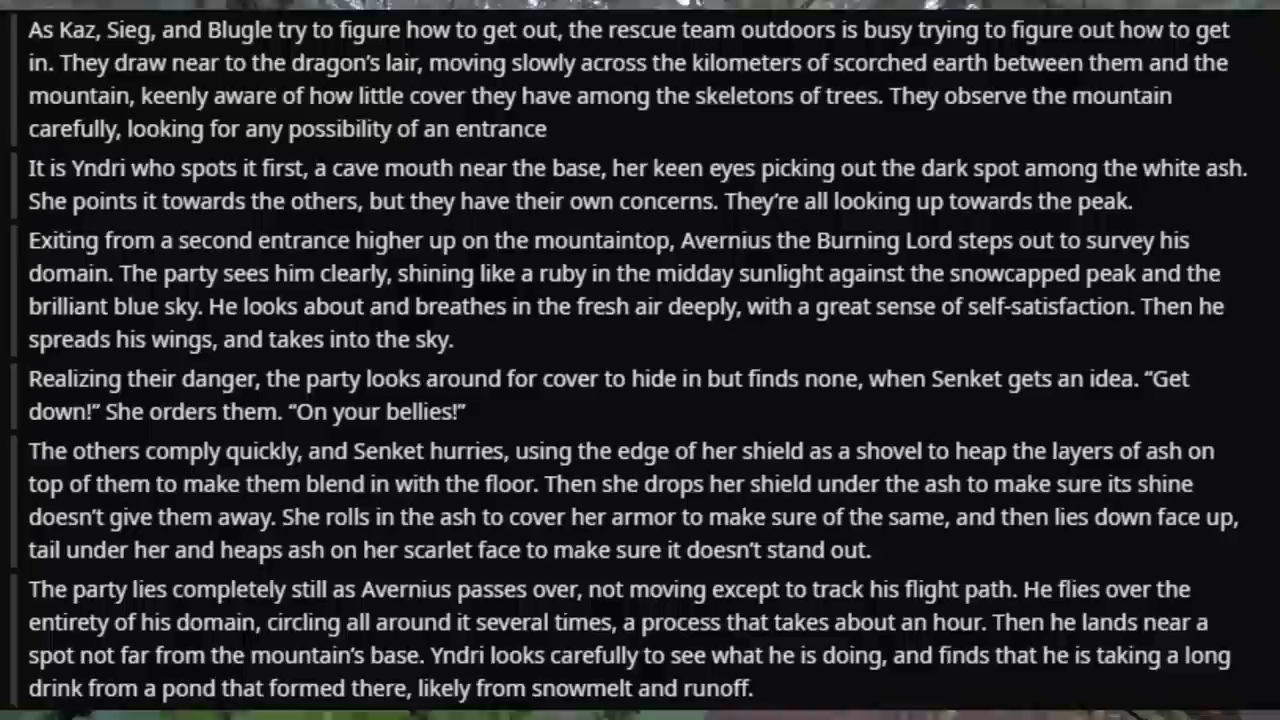 As Kaz, Sieg, and Blugle try to figure how to get out, the rescue team outdoors is busy trying to figure out how to get
in. They draw near to the dragon’s lair, moving slowly across the kilometers of scorched earth between them and the
mountain, keenly aware of how little cover they have among the skeletons of trees. They observe the mountain
carefully, looking for any possibility of an entrance
It is Yndri who spots it first, a cave mouth near the base, her keen eyes picking out the dark spot among the white ash.
She points it towards the others, but they have their own concerns. They’re all looking up towards the peak.
Exiting from a second entrance higher up on the mountaintop, Avernius the Burning Lord steps out to survey his
domain. The party sees him clearly, shining like a ruby in the midday sunlight against the snowcapped peak and the
brilliant blue sky. He looks about and breathes in the fresh air deeply, with a great sense of self-satisfaction. Then he
spreads his wings, and takes into the sky.
Realizing their danger, the party looks around for cover to hide in but finds none, when Senket gets an idea. “Get
down!” She orders them. “On your bellies!”
The others comply quickly, and Senket hurries, using the edge of her shield as a shovel to heap the layers of ash on
top of them to make them blend in with the floor. Then she drops her shield under the ash to make sure its shine
doesn’t give them away. She rolls in the ash to cover her armor to make sure of the same, and then lies down face up,
tail under her and heaps ash on her scarlet face to make sure it doesn’t stand out.
The party lies completely still as Avernius passes over, not moving except to track his flight path. He flies over the
entirety of his domain, circling all around it several times, a process that takes about an hour. Then he lands near a
spot not far from the mountain’s base. Yndri looks carefully to see what he is doing, and finds that he is taking a long
drink from a pond that formed there, likely from snowmelt and runoff.